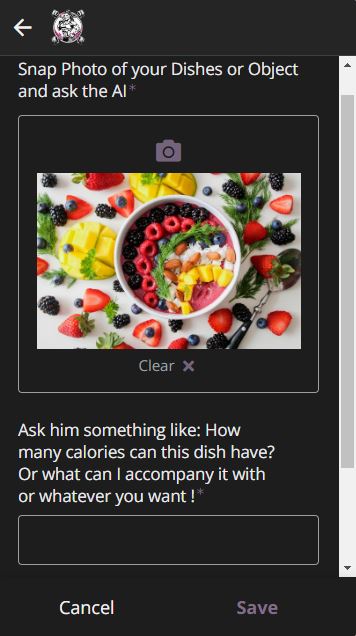 Snap Photo of your Dishes or Object
and ask the AI*
Clear ×
Ask him something like: How
many calories can this dish have?
Or what can I accompany it with
or whatever you want !*
Cancel
Save